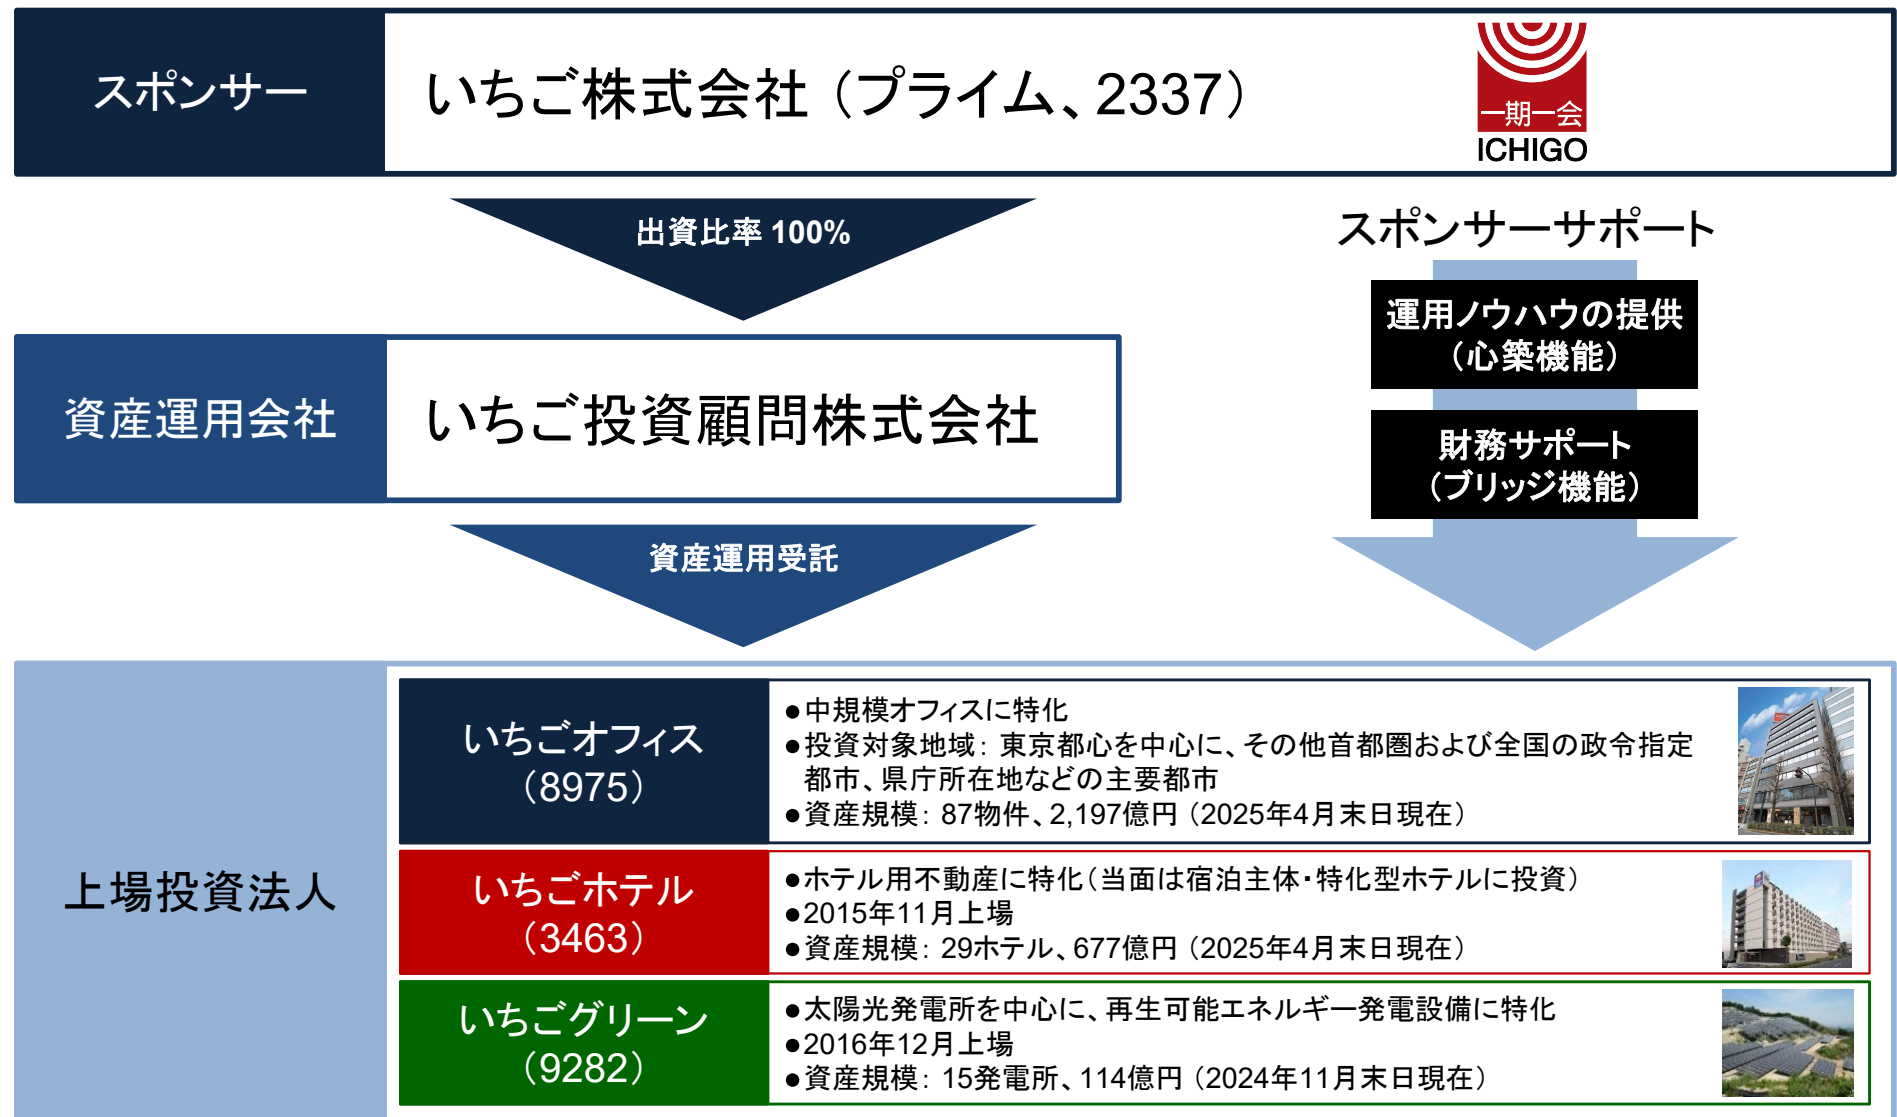 スポンサー
いちご株式会社（プライム、2337）
一期一会
ICHIGO
出資比率 100%
スポンサーサポート
運用ノウハウの提供
（心築機能）
財務サポート
（ブリッジ機能）
資産運用会社
いちご投資顧問株式会社
資産運用受託
上場投資法人
いちごオフィス
（8975）
●中規模オフィスに特化
●投資対象地域： 東京都心を中心に、その他首都圏および全国の政令指定
都市、県庁所在地などの主要都市
●資産規模： 87物件、2,197億円（2025年4月末日現在）
いちごホテル
（3463）
●ホテル用不動産に特化（当面は宿泊主体・特化型ホテルに投資）
●2015年11月上場
●資産規模： 29ホテル、677億円（2025年4月末日現在）
いちごグリーン
（9282）
●太陽光発電所を中心に、再生可能エネルギー発電設備に特化
●2016年12月上場
●資産規模： 15発電所、114億円（2024年11月末日現在）